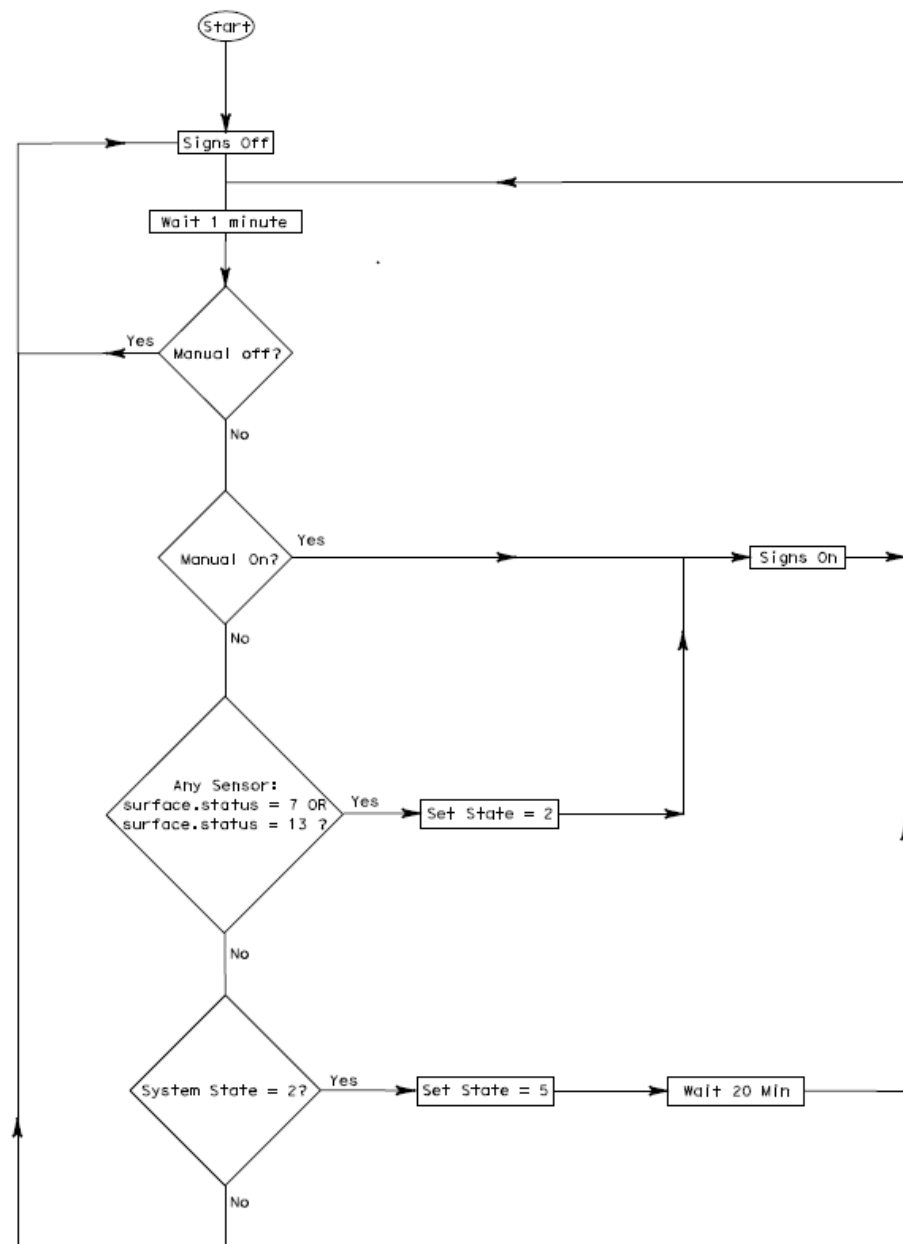 Start
Signs Off
Wait 1 minute
Yes
Manual off?
No
Manual On?
Yes
Signs On
No
Any Sensor:
surface.status = 7 OR
surface.status = 13 ?
Yes
Set State = 2
No
System State = 2?
Yes
Set State = 5
Wait 20 Min
No